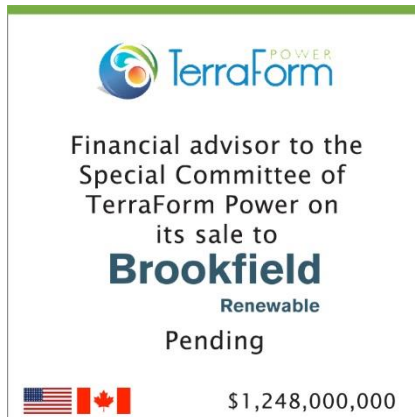 POWER
TerraForm
Financial advisor to the
Special Committee of
TerraForm Power on
its sale to
Brookfield
Renewable
Pending
$1,248,000,000